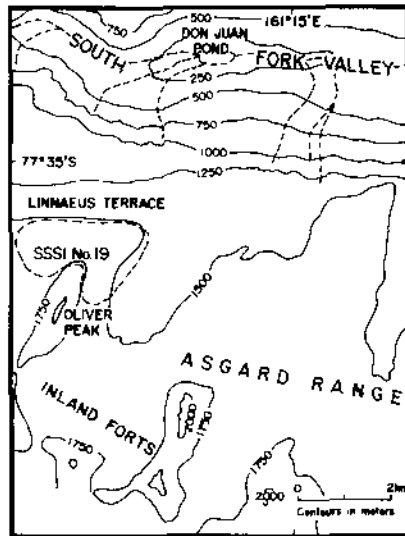 750
500
161°15'E
DON JUAN
POND
SOUTH FORK VALLEY
250
500
750
1000
1250
77°35'S
LINNAEUS TERRACE
SSSI No.19
1500
1750
OLIVER
PEAK
ASGARD RANGE
INLAND FORTS
2000
1750
1750
1750
2000
0 2km
Contours in meters